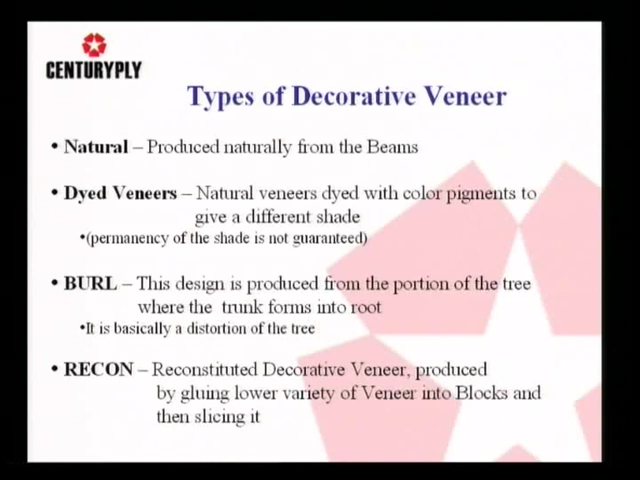 CENTURYPLY
Types of Decorative Veneer
• Natural – Produced naturally from the Beams
• Dyed Veneers – Natural veneers dyed with color pigments to
give a different shade
•(permanency of the shade is not guaranteed)
• BURL – This design is produced from the portion of the tree
where the trunk forms into root
•It is basically a distortion of the tree
• RECON – Reconstituted Decorative Veneer, produced
by gluing lower variety of Veneer into Blocks and
then slicing it